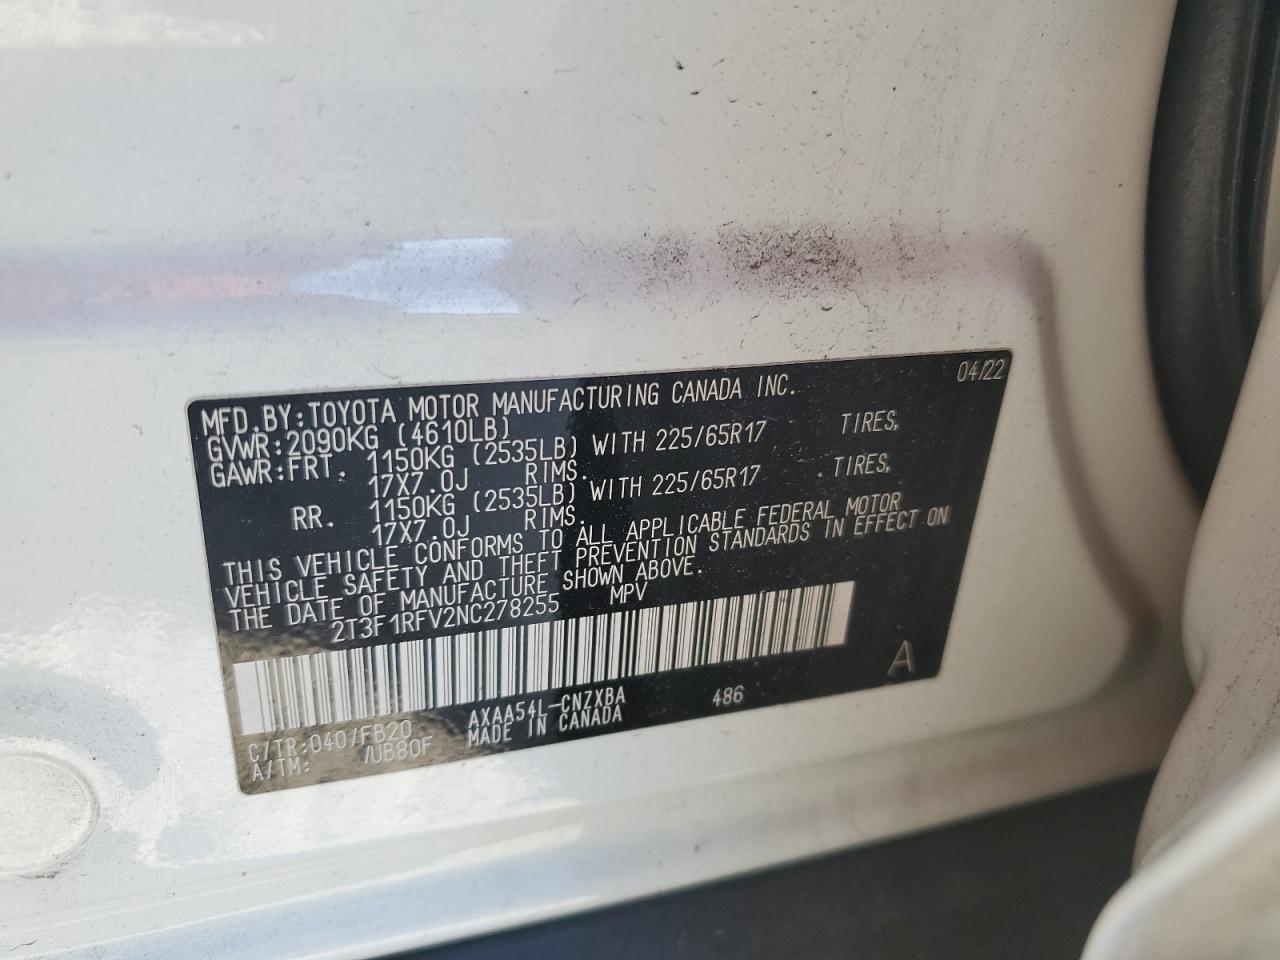 04/22
MFD.BY:TOYOTA MOTOR MANUFACTURING CANADA INC.
GVWR:2090KG (4610LB)
GAWR:FRT. 1150KG (2535LB) WITH 225/65R17 TIRES,
17X7.0J RIMS.
RR. 1150KG (2535LB) WITH 225/65R17 TIRES,
17X7.0J RIMS.
THIS VEHICLE CONFORMS TO ALL APPLICABLE FEDERAL MOTOR
VEHICLE SAFETY AND THEFT PREVENTION STANDARDS IN EFFECT ON
THE DATE OF MANUFACTURE SHOWN ABOVE.
2T3F1RFV2NC278255 MPV
A
C/TR:040/FB20 AXAA54L-CNZXBA 486
A/TM: /UB80F MADE IN CANADA